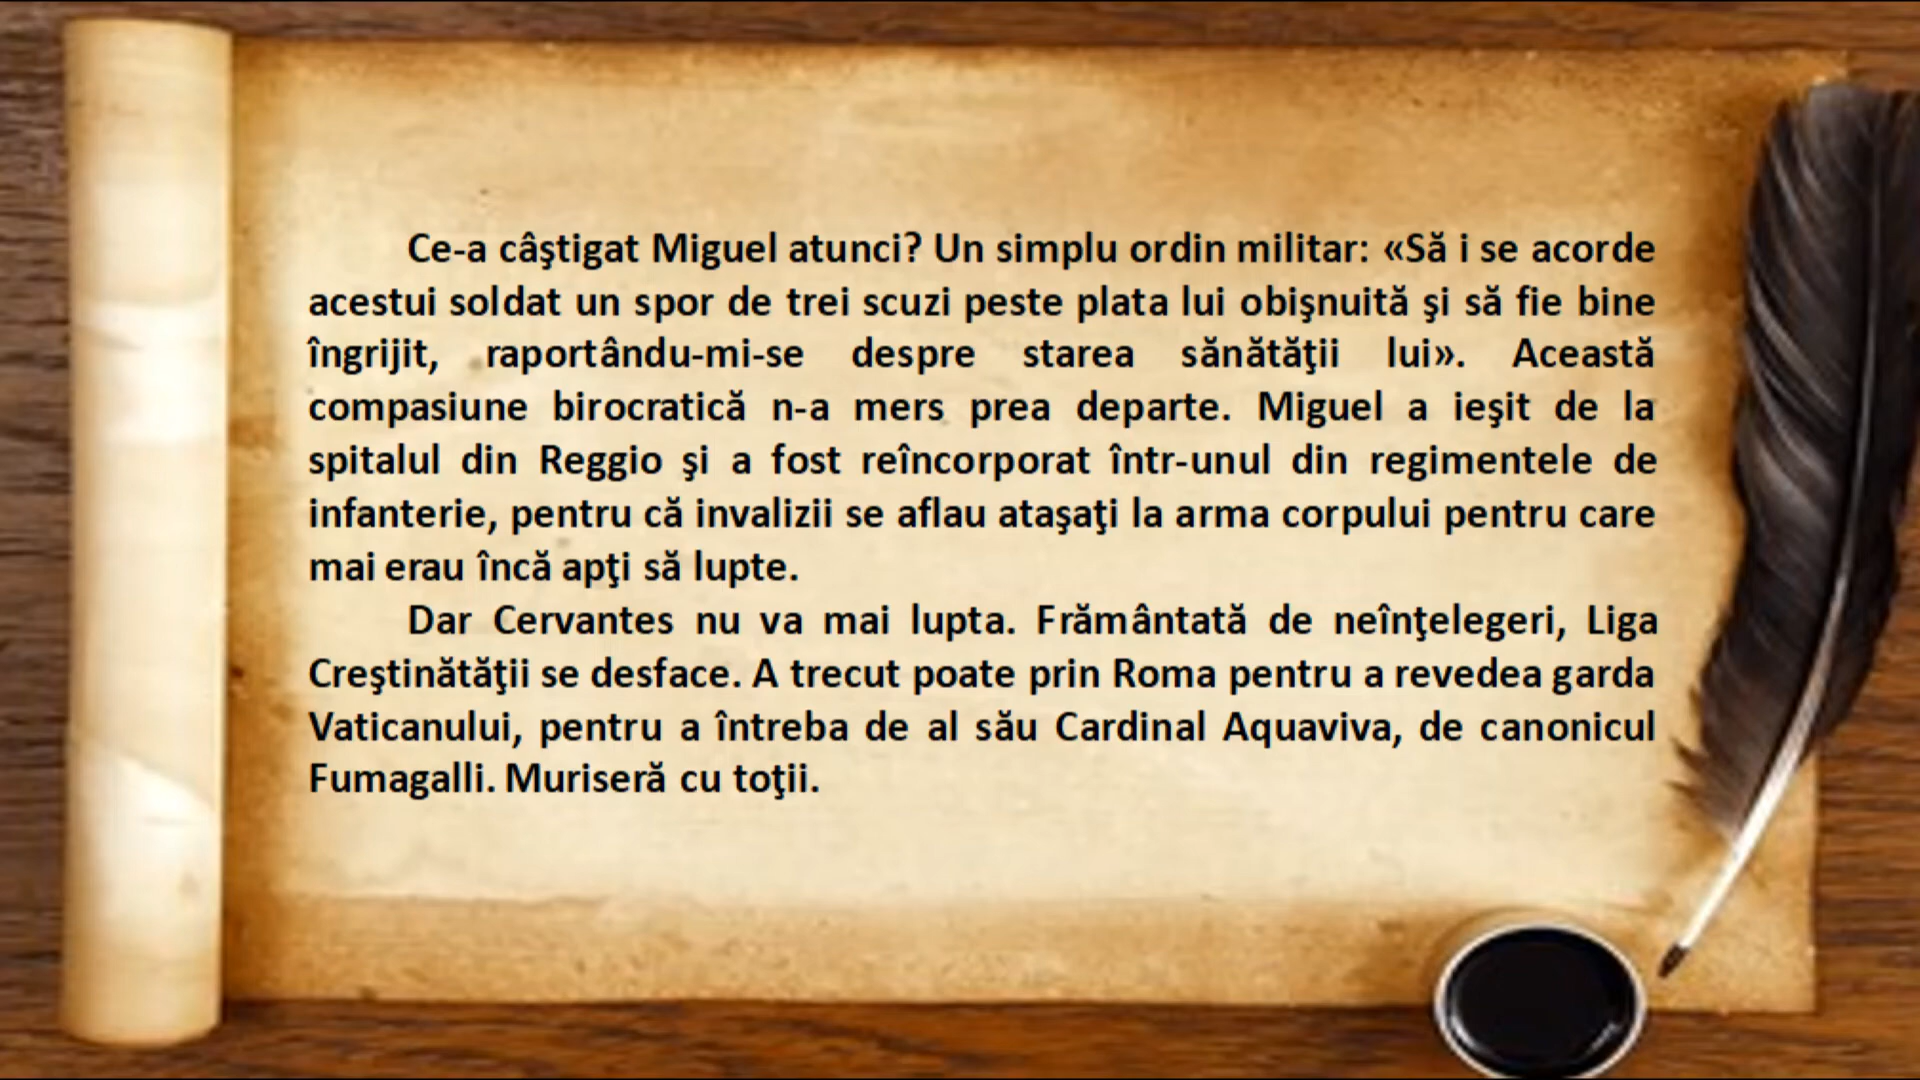 Ce-a câştigat Miguel atunci? Un simplu ordin militar: «Să i se acorde
acestui soldat un spor de trei scuzi peste plata lui obişnuită şi să fie bine
îngrijit, raportându-mi-se despre starea sănătăţii lui». Această
compasiune birocratică n-a mers prea departe. Miguel a ieşit de la
spitalul din Reggio şi a fost reîncorporat într-unul din regimentele de
infanterie, pentru că invalizii se aflau ataşaţi la arma corpului pentru care
mai erau încă apţi să lupte.
Dar Cervantes nu va mai lupta. Frământată de neînţelegeri, Liga
Creştinătăţii se desface. A trecut poate prin Roma pentru a revedea garda
Vaticanului, pentru a întreba de al său Cardinal Aquaviva, de canonicul
Fumagalli. Muriseră cu toţii.